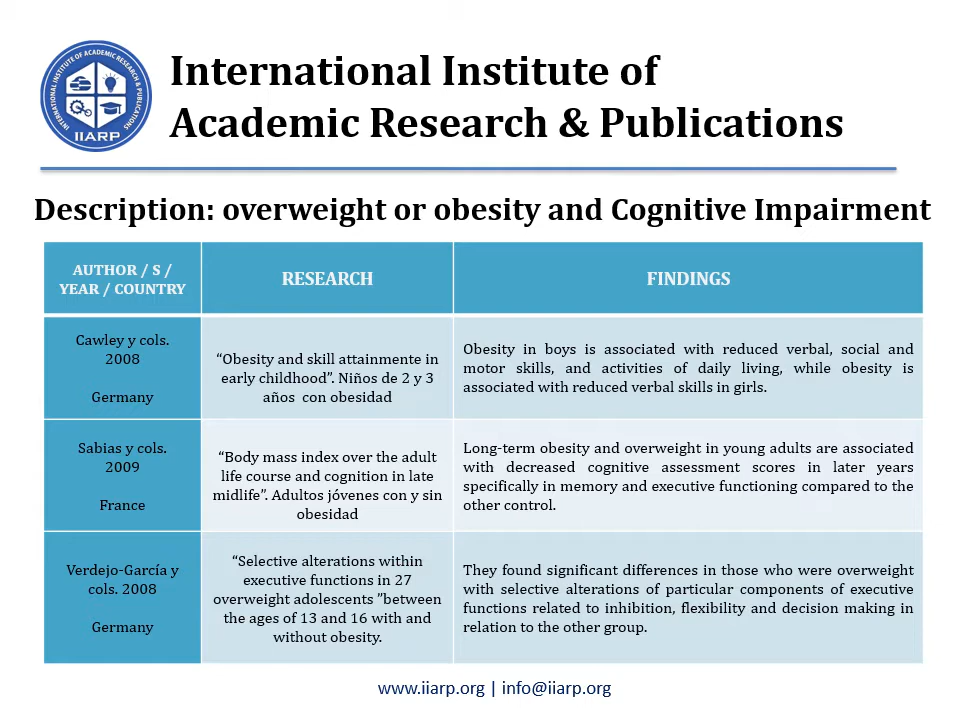 INTERNATIONAL INSTITUTE OF ACADEMIC RESEARCH & PUBLICATIONS
IIARP
International Institute of
Academic Research & Publications
Description: overweight or obesity and Cognitive Impairment
AUTHOR / S /
YEAR / COUNTRY
RESEARCH
FINDINGS
Cawley y cols.
2008
Germany
“Obesity and skill attainmente in
early childhood”. Niños de 2 y 3
años con obesidad
Obesity in boys is associated with reduced verbal, social and
motor skills, and activities of daily living, while obesity is
associated with reduced verbal skills in girls.
Sabias y cols.
2009
France
“Body mass index over the adult
life course and cognition in late
midlife”. Adultos jóvenes con y sin
obesidad
Long-term obesity and overweight in young adults are associated
with decreased cognitive assessment scores in later years
specifically in memory and executive functioning compared to the
other control.
Verdejo-García y
cols. 2008
Germany
“Selective alterations within
executive functions in 27
overweight adolescents ”between
the ages of 13 and 16 with and
without obesity.
They found significant differences in those who were overweight
with selective alterations of particular components of executive
functions related to inhibition, flexibility and decision making in
relation to the other group.
www.iiarp.org | info@iiarp.org